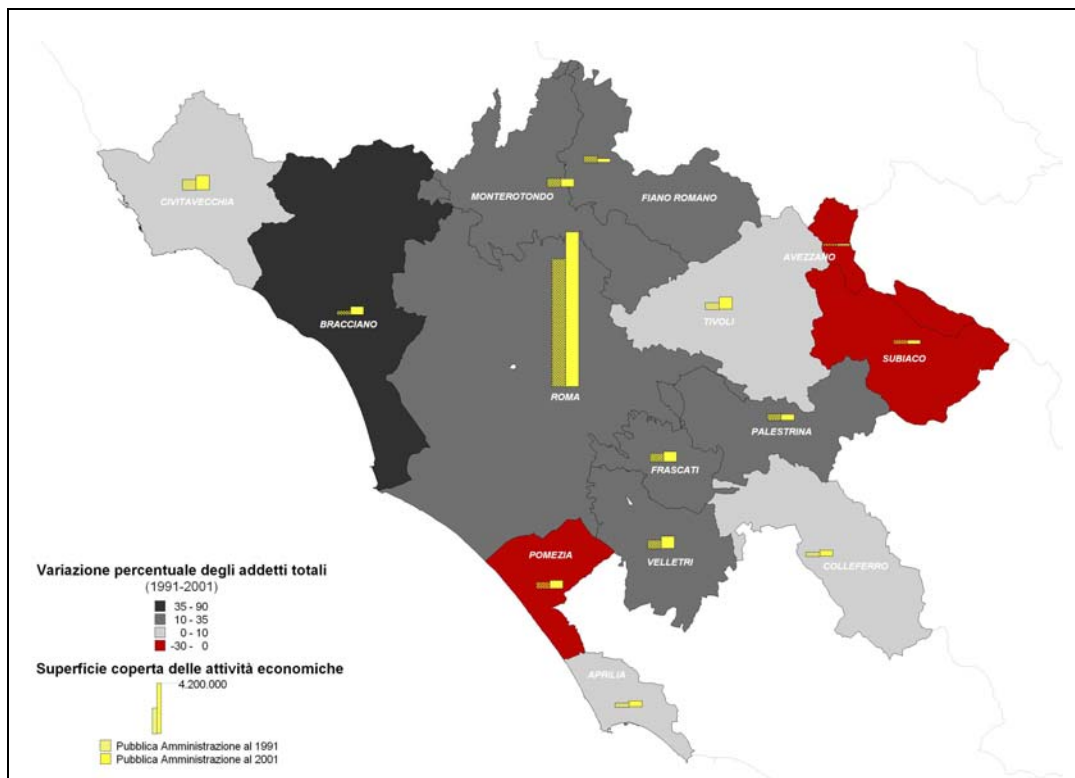 CIVITAVECCHIA
MONTEROTONDO
FIANO ROMANO
AVEZZANO
BRACCIANO
TIVOLI
SUBIACO
ROMA
PALESTRINA
FRASCATI
POMEZIA
VELLETRI
COLLEFERRO
APRILIA
Variazione percentuale degli addetti totali
(1991-2001)
35 - 90
10 - 35
0 - 10
-30 - 0
Superficie coperta delle attività economiche
4.200.000
Pubblica Amministrazione al 1991
Pubblica Amministrazione al 2001